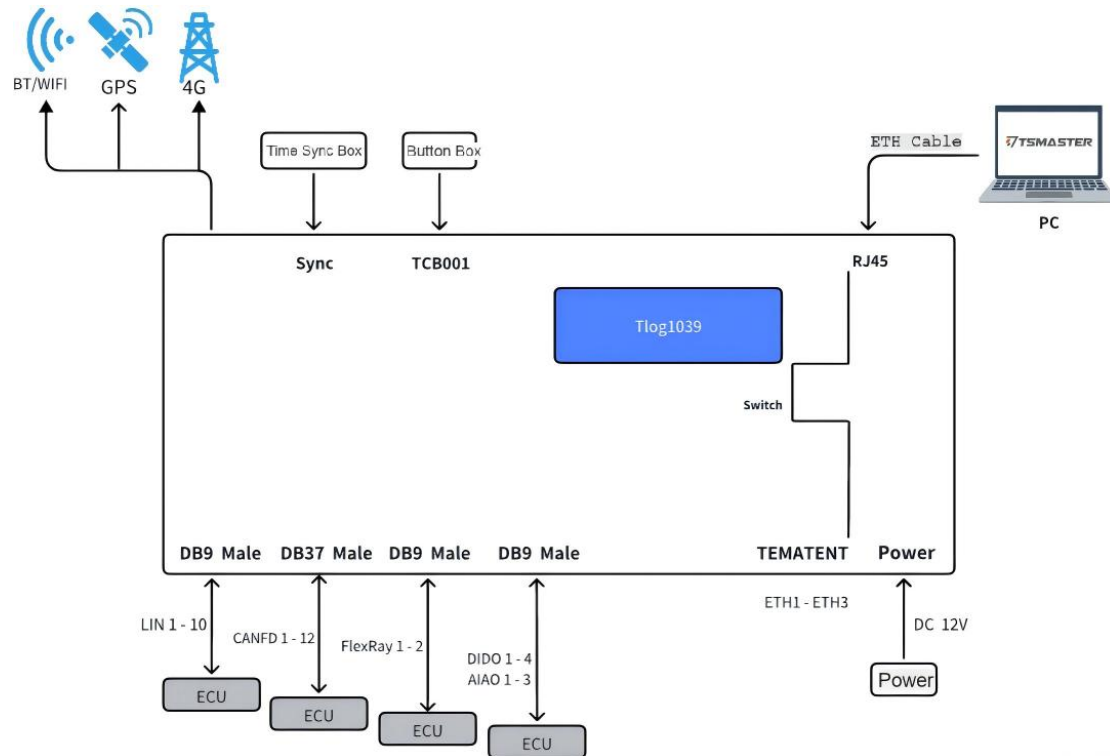 BT/WIFI
GPS
4G
Time Sync Box
Button Box
ETH Cable
TSMASTER
PC
Sync
TCB001
RJ45
Tlog1039
Switch
DB9 Male
DB37 Male
DB9 Male
DB9 Male
TEMATENT
Power
LIN 1 - 10
CANFD 1 - 12
FlexRay 1 - 2
DIDO 1 - 4
AIAO 1 - 3
ETH1 - ETH3
DC 12V
ECU
ECU
ECU
ECU
Power